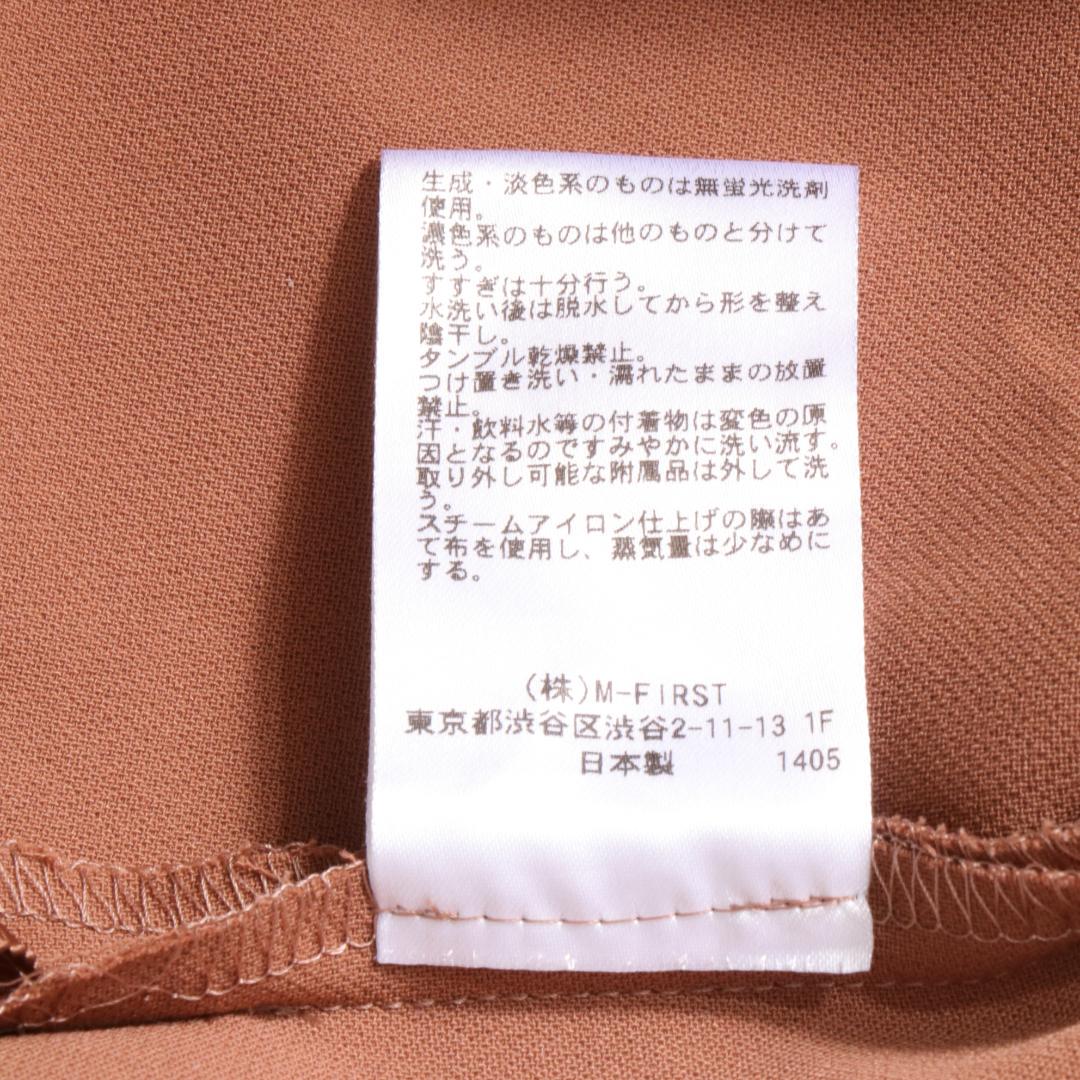 生成・淡色系のものは無蛍光洗剤
使用。
濃色系のものは他のものと分けて
洗う。
すすぎは十分行う。
水洗い後は脱水してから形を整え
陰干し。
タンブル乾燥禁止。
つけ置き洗い・濡れたままの放置
禁止。
汗・飲料水等の付着物は変色の原
因となるのですみやかに洗い流す。
取り外し可能な附属品は外して洗
う。
スチームアイロン仕上げの際はあ
て布を使用し、蒸気量は少なめに
する。
(株)M-FIRST
東京都渋谷区渋谷2-11-13 1F
日本製 1405